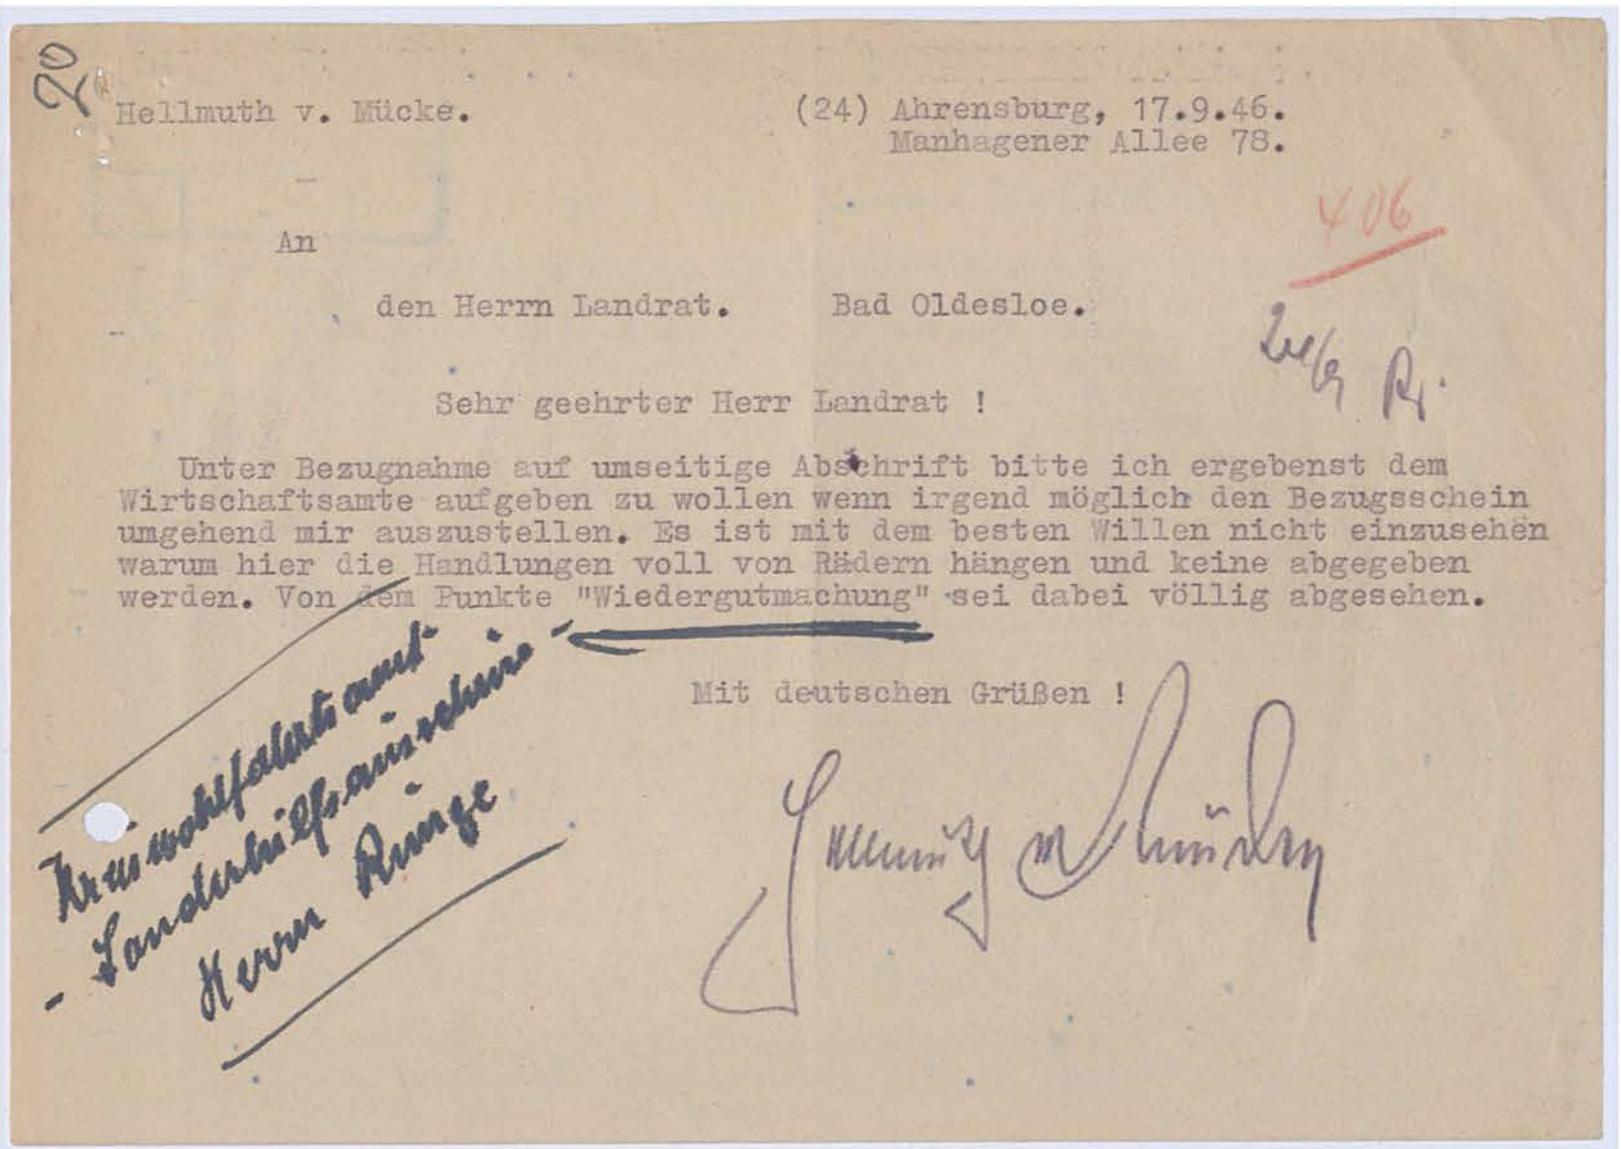 20
Hellmuth v. Mücke.
(24) Ahrensburg, 17.9.46.
Manhagener Allee 78.
406
An
den Herrn Landrat. Bad Oldesloe.
Sehr geehrter Herr Landrat !
Unter Bezugnahme auf umseitige Abschrift bitte ich ergebenst dem
Wirtschaftsamte aufgeben zu wollen wenn irgend möglich den Bezugsschein
umgehend mir auszustellen. Es ist mit dem besten Willen nicht einzusehen
warum hier die Handlungen voll von Rädern hängen und keine abgegeben
werden. Von dem Punkte "Wiedergutmachung" sei dabei völlig abgesehen.
Mit deutschen Grüßen !
Kreiswohlfahrtsamt
- Sonderhilfsausschuss -
Herrn Runge
Hellmuth v Mücke